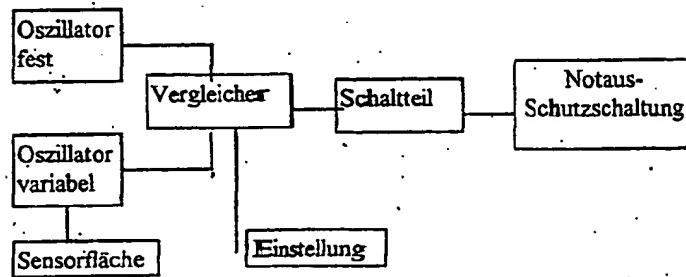 Oszillator
fest
Vergleicher
Schaltteil
Notaus-
Schutzschaltung
Oszillator
variabel
Einstellung
Sensorfläche